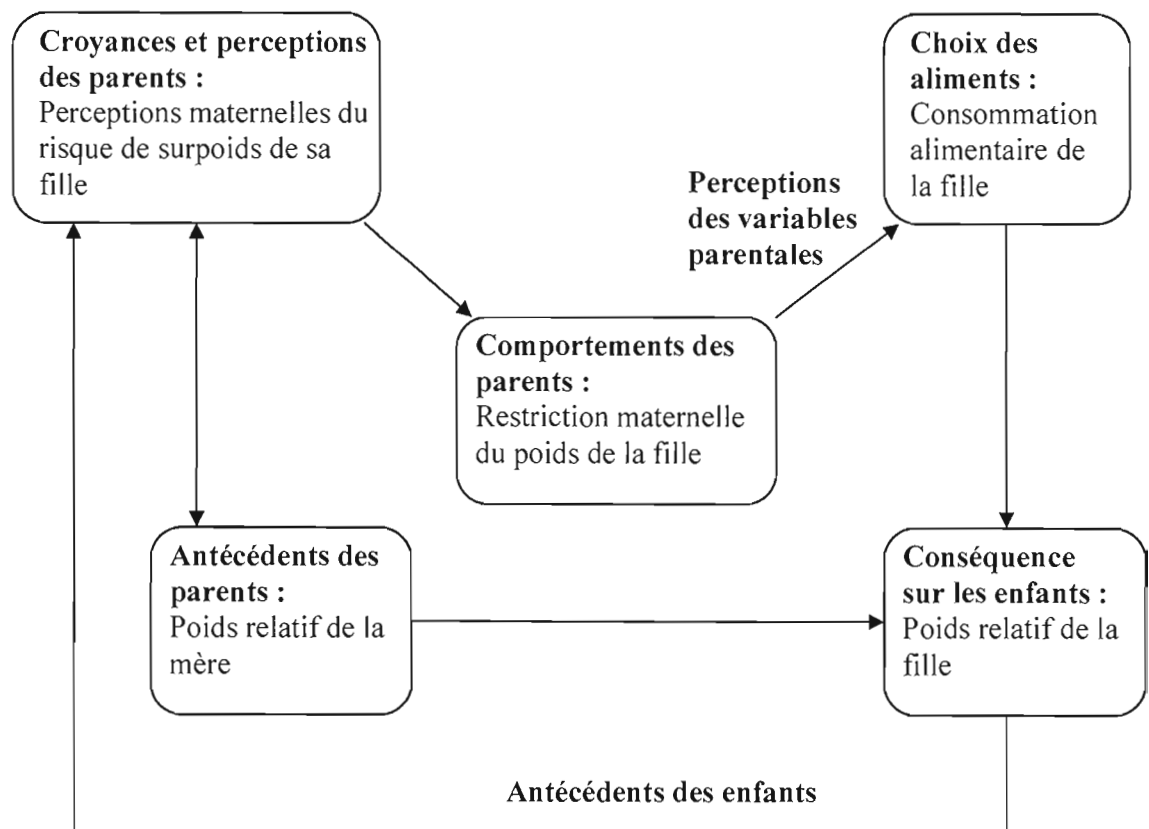 Croyances et perceptions
des parents :
Perceptions maternelles du
risque de surpoids de sa
fille
Choix des
aliments :
Consommation
alimentaire de
la fille
Perceptions
des variables
parentales
Comportements des
parents :
Restriction maternelle
du poids de la fille
Antécédents des
parents :
Poids relatif de la
mère
Conséquence
sur les enfants :
Poids relatif de la
fille
Antécédents des enfants